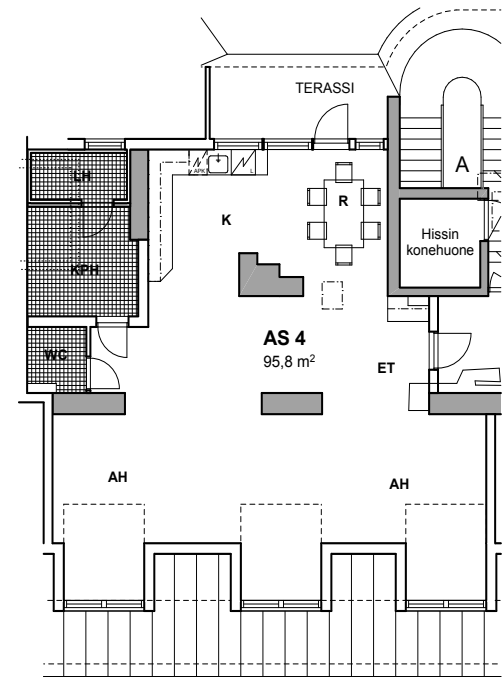 TERASSI
A
APK
L
LH
K
R
Hissin
konehuone
KPH
AS 4
95,8 m²
WC
ET
AH
AH